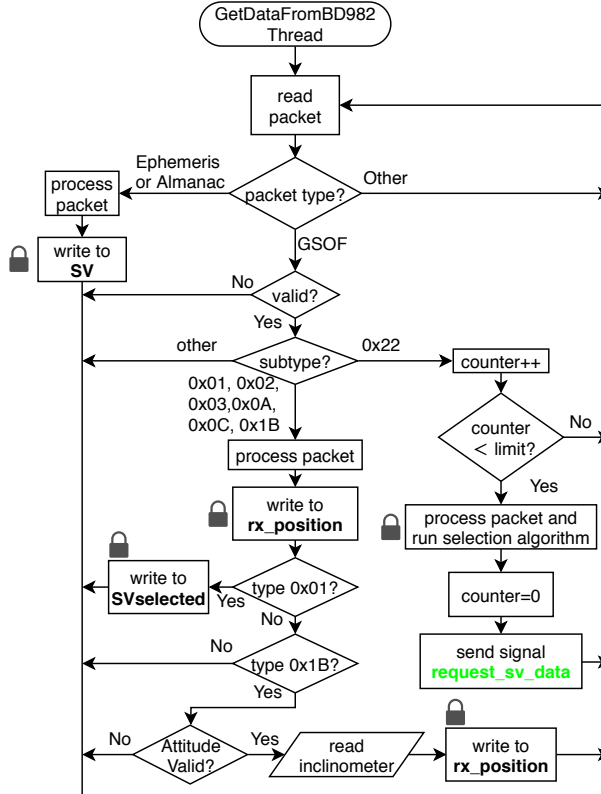 GetDataFromBD982
Thread
read
packet
Ephemeris
or Almanac
packet type?
Other
process
packet
GSOF
write to
SV
No
valid?
Yes
other
subtype?
0x22
counter++
0x01, 0x02,
0x03,0x0A,
0x0C, 0x1B
counter
< limit?
No
process packet
Yes
write to
rx_position
process packet and
run selection algorithm
write to
SVselected
Yes
type 0x01?
No
counter=0
No
type 0x1B?
Yes
send signal
request_sv_data
No
Attitude
Valid?
Yes
read
inclinometer
write to
rx_position